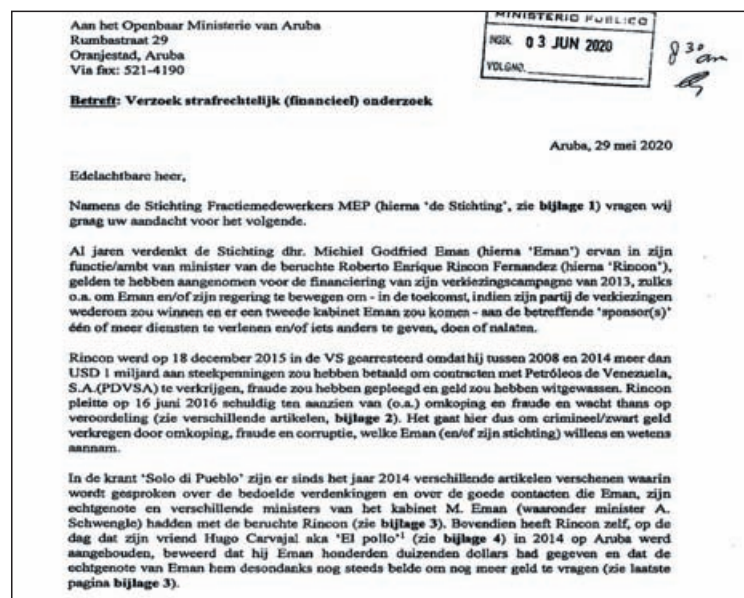 Aan het Openbaar Ministerie van Aruba
Rumbastraat 29
Oranjestad, Aruba
Via fax: 521-4190
MINISTERIO PUBLICO
INGEK. 03 JUN 2020
VOLGNO.
8 30 am
Betreft: Verzoek strafrechtelijk (financieel) onderzoek
Aruba, 29 mei 2020
Edelachtbare heer,
Namens de Stichting Fractiemedewerkers MEP (hierna 'de Stichting', zie bijlage 1) vragen wij
graag uw aandacht voor het volgende.
Al jaren verdenkt de Stichting dhr. Michiel Godfried Eman (hierna 'Eman') ervan in zijn
functie/ambt van minister van de beruchte Roberto Enrique Rincon Fernandez (hierna 'Rincon'),
gelden te hebben aangenomen voor de financiering van zijn verkiezingscampagne van 2013, zulks
o.a. om Eman en/of zijn regering te bewegen om - in de toekomst, indien zijn partij de verkiezingen
wederom zou winnen en er een tweede kabinet Eman zou komen - aan de betreffende 'sponsor(s)'
één of meer diensten te verlenen en/of iets anders te geven, doen of nalaten.
Rincon werd op 18 december 2015 in de VS gearresteerd omdat hij tussen 2008 en 2014 meer dan
USD 1 miljard aan steekpenningen zou hebben betaald om contracten met Petróleos de Venezuela,
S.A.(PDVSA) te verkrijgen, fraude zou hebben gepleegd en geld zou hebben witgewassen. Rincon
pleitte op 16 juni 2016 schuldig ten aanzien van (o.a.) omkoping en fraude en wacht thans op
veroordeling (zie verschillende artikelen, bijlage 2). Het gaat hier dus om crimineel/zwart geld
verkregen door omkoping, fraude en corruptie, welke Eman (en/of zijn stichting) willens en wetens
aannam.
In de krant 'Solo di Pueblo' zijn er sinds het jaar 2014 verschillende artikelen verschenen waarin
wordt gesproken over de bedoelde verdenkingen en over de goede contacten die Eman, zijn
echtgenote en verschillende ministers van het kabinet M. Eman (waaronder minister A.
Schwengle) hadden met de beruchte Rincon (zie bijlage 3). Bovendien heeft Rincon zelf, op de
dag dat zijn vriend Hugo Carvajal aka 'El pollo'¹ (zie bijlage 4) in 2014 op Aruba werd
aangehouden, beweerd dat hij Eman honderden duizenden dollars had gegeven en dat de
echtgenote van Eman hem desondanks nog steeds belde om nog meer geld te vragen (zie laatste
pagina bijlage 3).